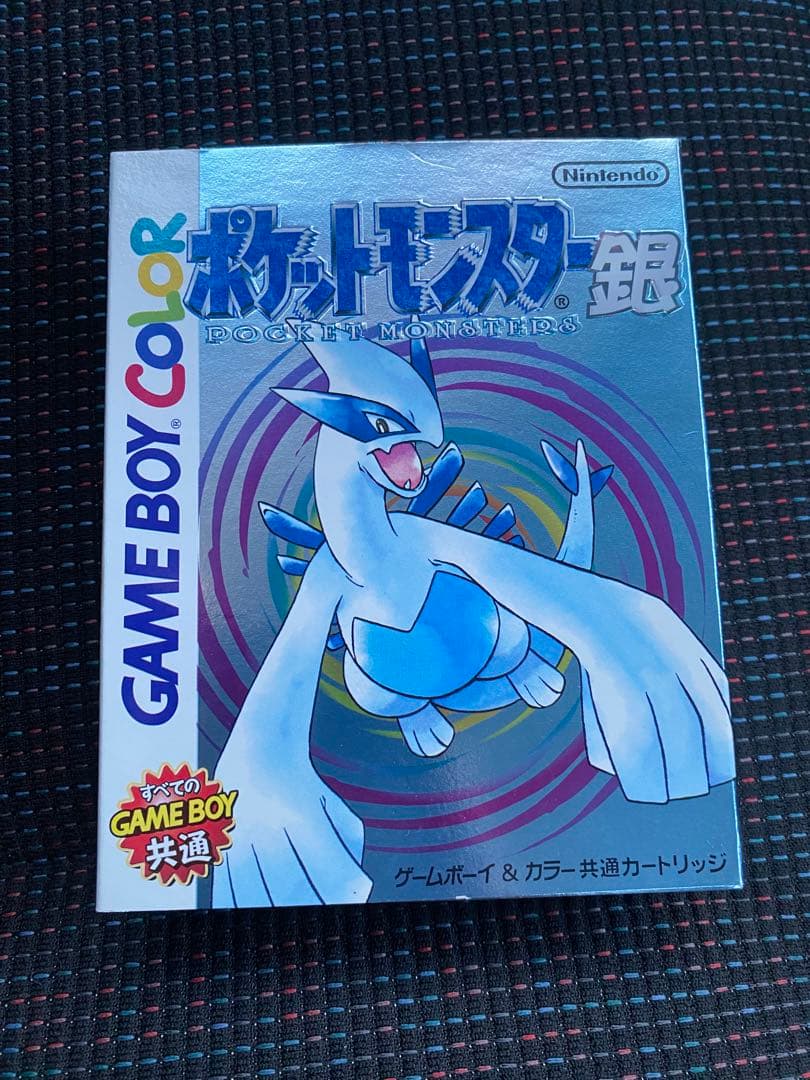 Nintendo
ポケットモンスター銀
®
POCKET MONSTERS
GAME BOY® COLOR
すべての
GAME BOY
共通
ゲームボーイ & カラー共通カートリッジ